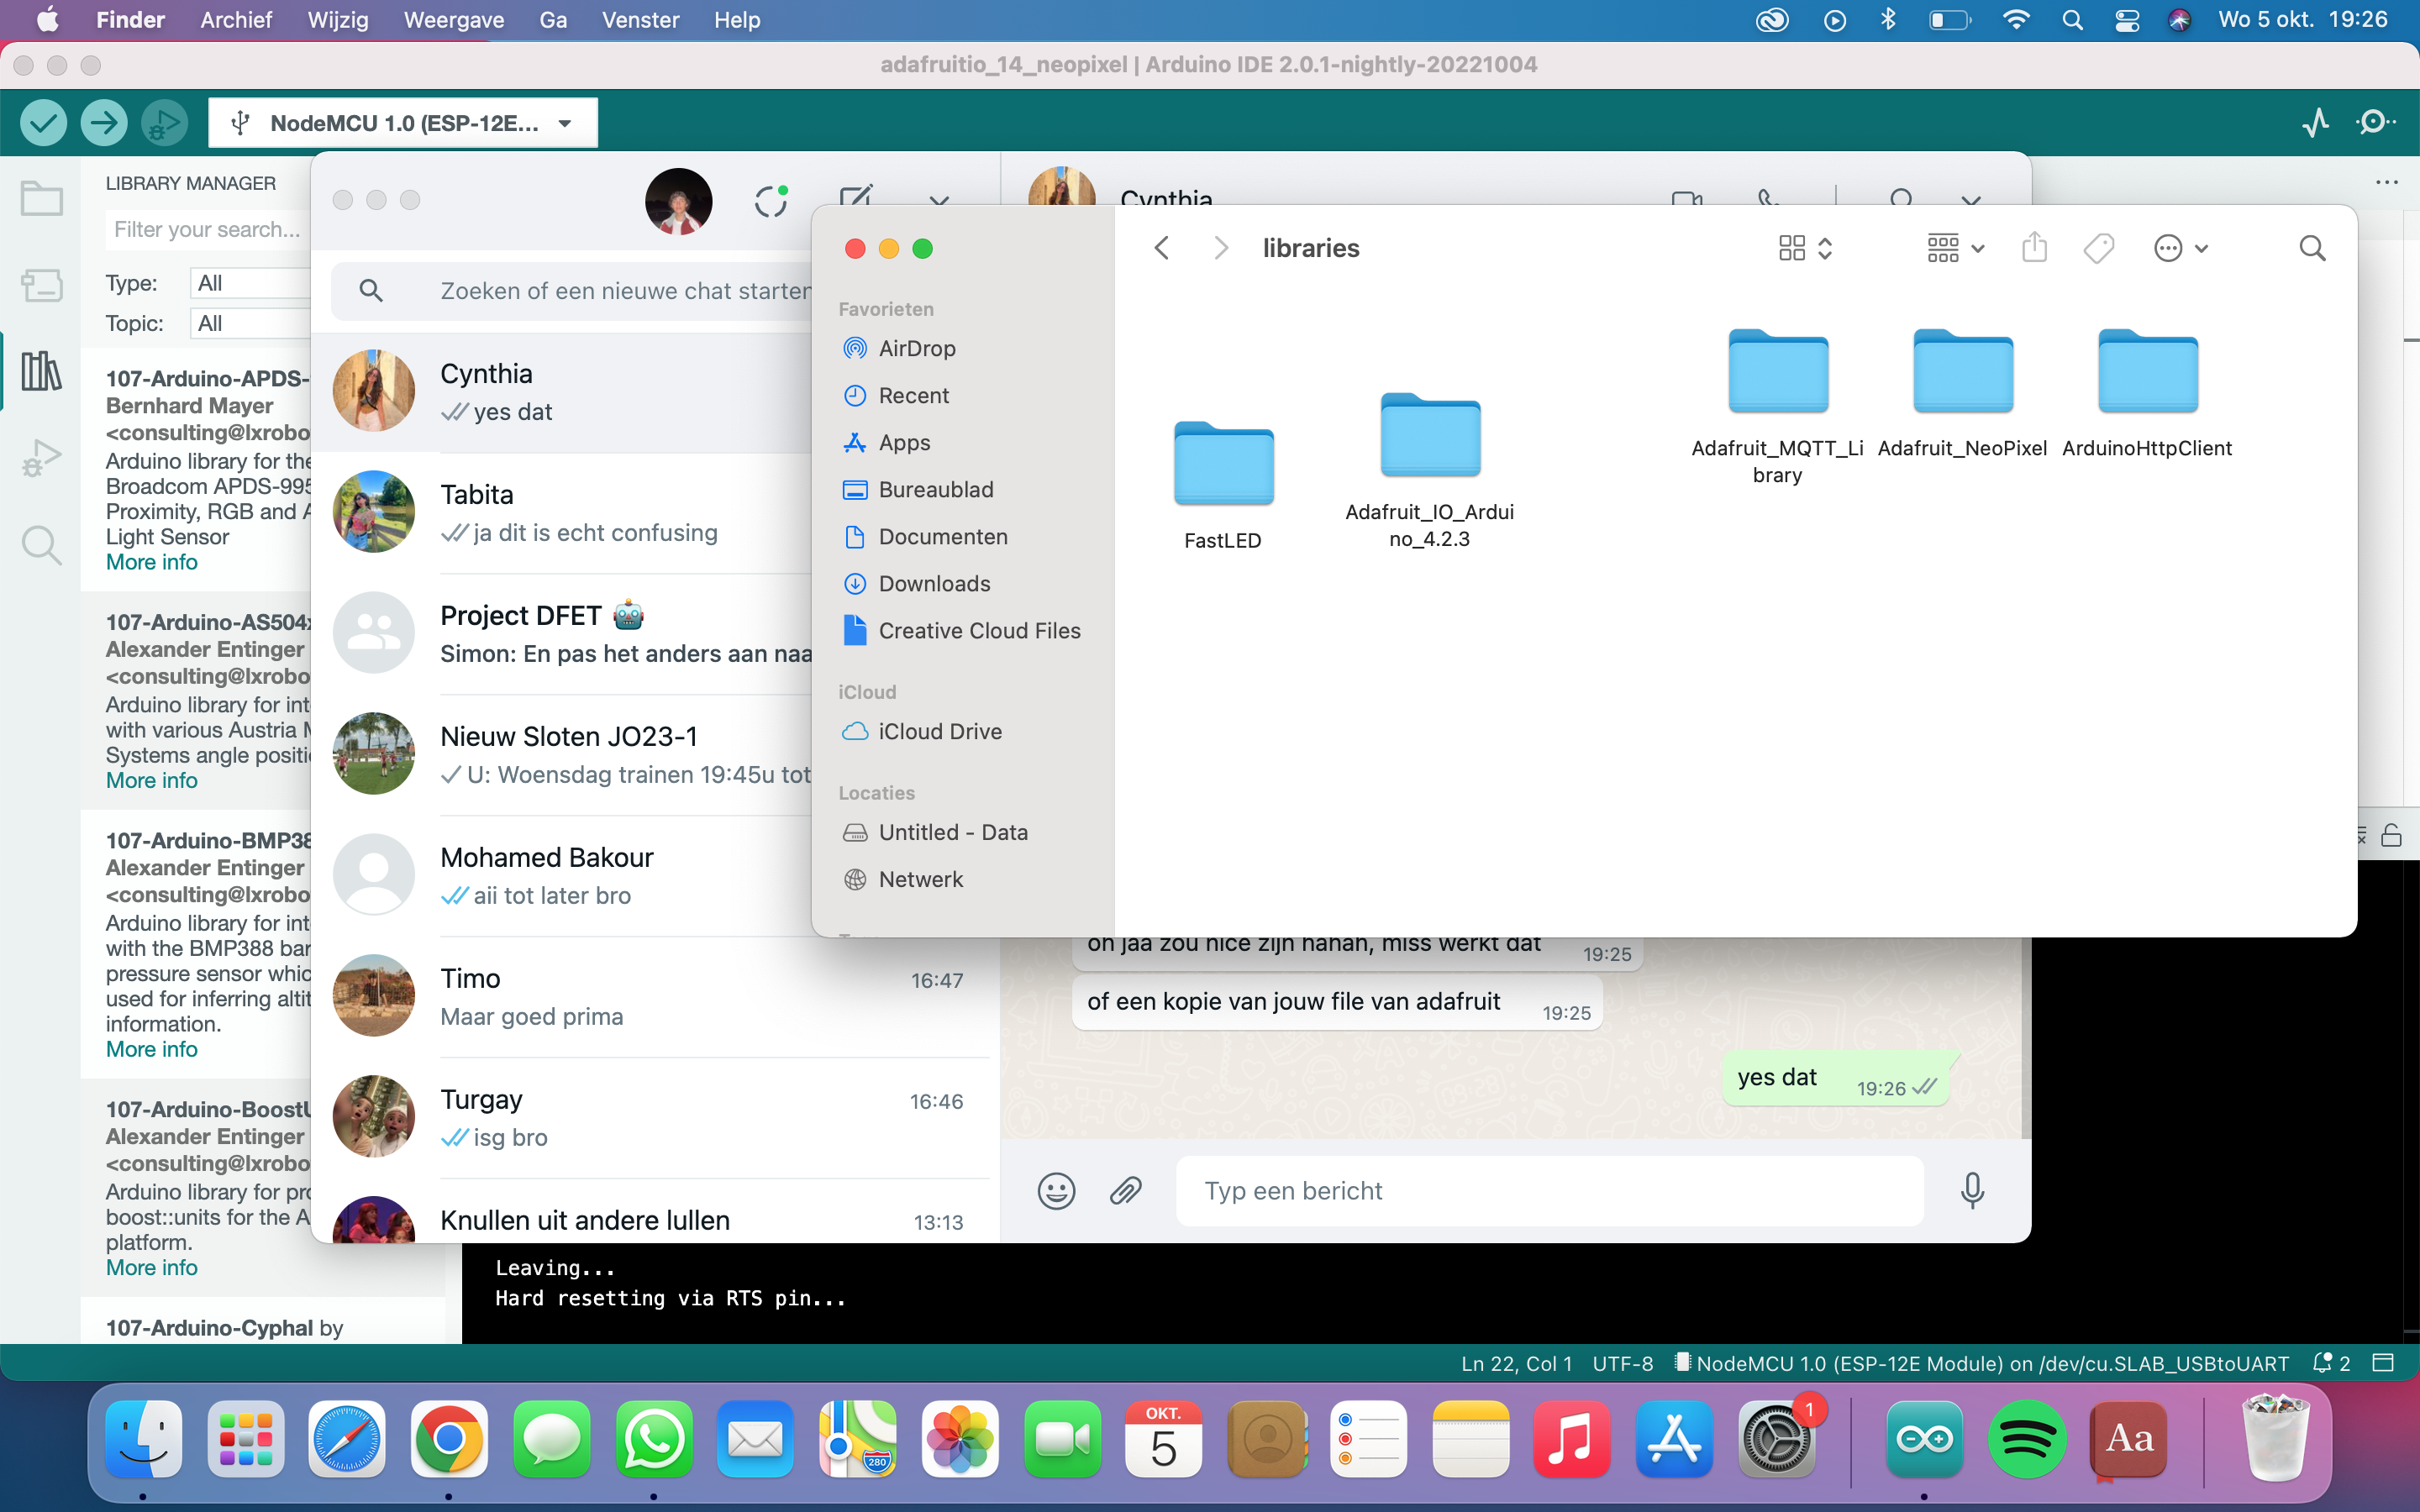 Finder Archief Wijzig Weergave Ga Venster Help
Wo 5 okt. 19:26
adafruitio_14_neopixel | Arduino IDE 2.0.1-nightly-20221004
NodeMCU 1.0 (ESP-12E...
LIBRARY MANAGER
Filter your search...
Type: All
Topic: All
107-Arduino-APDS-
Bernhard Mayer
<consulting@lxrobo
Arduino library for the
Broadcom APDS-995
Proximity, RGB and A
Light Sensor
More info
107-Arduino-AS504x
Alexander Entinger
<consulting@lxrobo
Arduino library for int
with various Austria M
Systems angle positi
More info
107-Arduino-BMP38
Alexander Entinger
<consulting@lxrobo
Arduino library for int
with the BMP388 bar
pressure sensor whic
used for inferring altit
information.
More info
107-Arduino-BoostU
Alexander Entinger
<consulting@lxrobo
Arduino library for pro
boost::units for the A
platform.
More info
107-Arduino-Cyphal by
Zoeken of een nieuwe chat starten
Cynthia
yes dat
Tabita
ja dit is echt confusing
Project DFET
Simon: En pas het anders aan naa
Nieuw Sloten JO23-1
U: Woensdag trainen 19:45u tot
Mohamed Bakour
aii tot later bro
Timo 16:47
Maar goed prima
Turgay 16:46
isg bro
Knullen uit andere lullen 13:13
Cynthia
libraries
Favorieten
AirDrop
Recent
Apps
Bureaublad
Documenten
Downloads
Creative Cloud Files
iCloud
iCloud Drive
Locaties
Untitled - Data
Netwerk
FastLED
Adafruit_IO_Ardui
no_4.2.3
Adafruit_MQTT_Li
brary
Adafruit_NeoPixel
ArduinoHttpClient
oh jaa zou nice zijn hahah, miss werkt dat 19:25
of een kopie van jouw file van adafruit 19:25
yes dat 19:26
Typ een bericht
Leaving...
Hard resetting via RTS pin...
Ln 22, Col 1 UTF-8 NodeMCU 1.0 (ESP-12E Module) on /dev/cu.SLAB_USBtoUART 2
280
OKT.
5
1
Aa